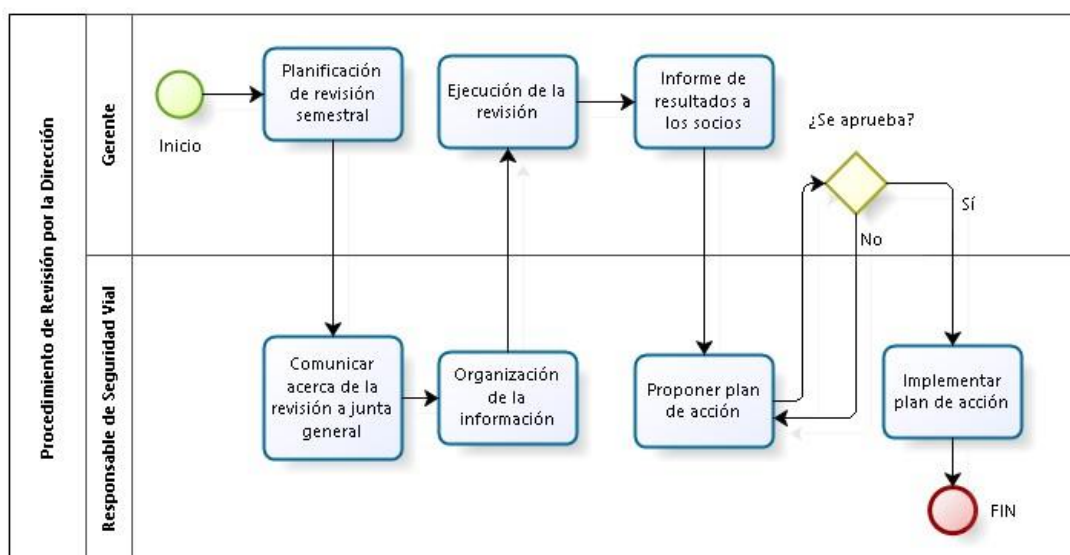 Procedimiento de Revisión por la Dirección
Gerente
Inicio
Planificación
de revisión
semestral
Ejecución de la
revisión
Informe de
resultados a
los socios
¿Se aprueba?
Sí
No
Responsable de Seguridad Vial
Comunicar
acerca de la
revisión a junta
general
Organización
de la
información
Proponer plan
de acción
Implementar
plan de acción
FIN